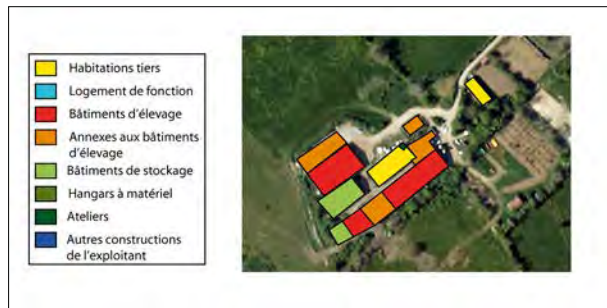 Habitations tiers
Logement de fonction
Bâtiments d'élevage
Annexes aux bâtiments
d'élevage
Bâtiments de stockage
Hangars à matériel
Ateliers
Autres constructions
de l'exploitant